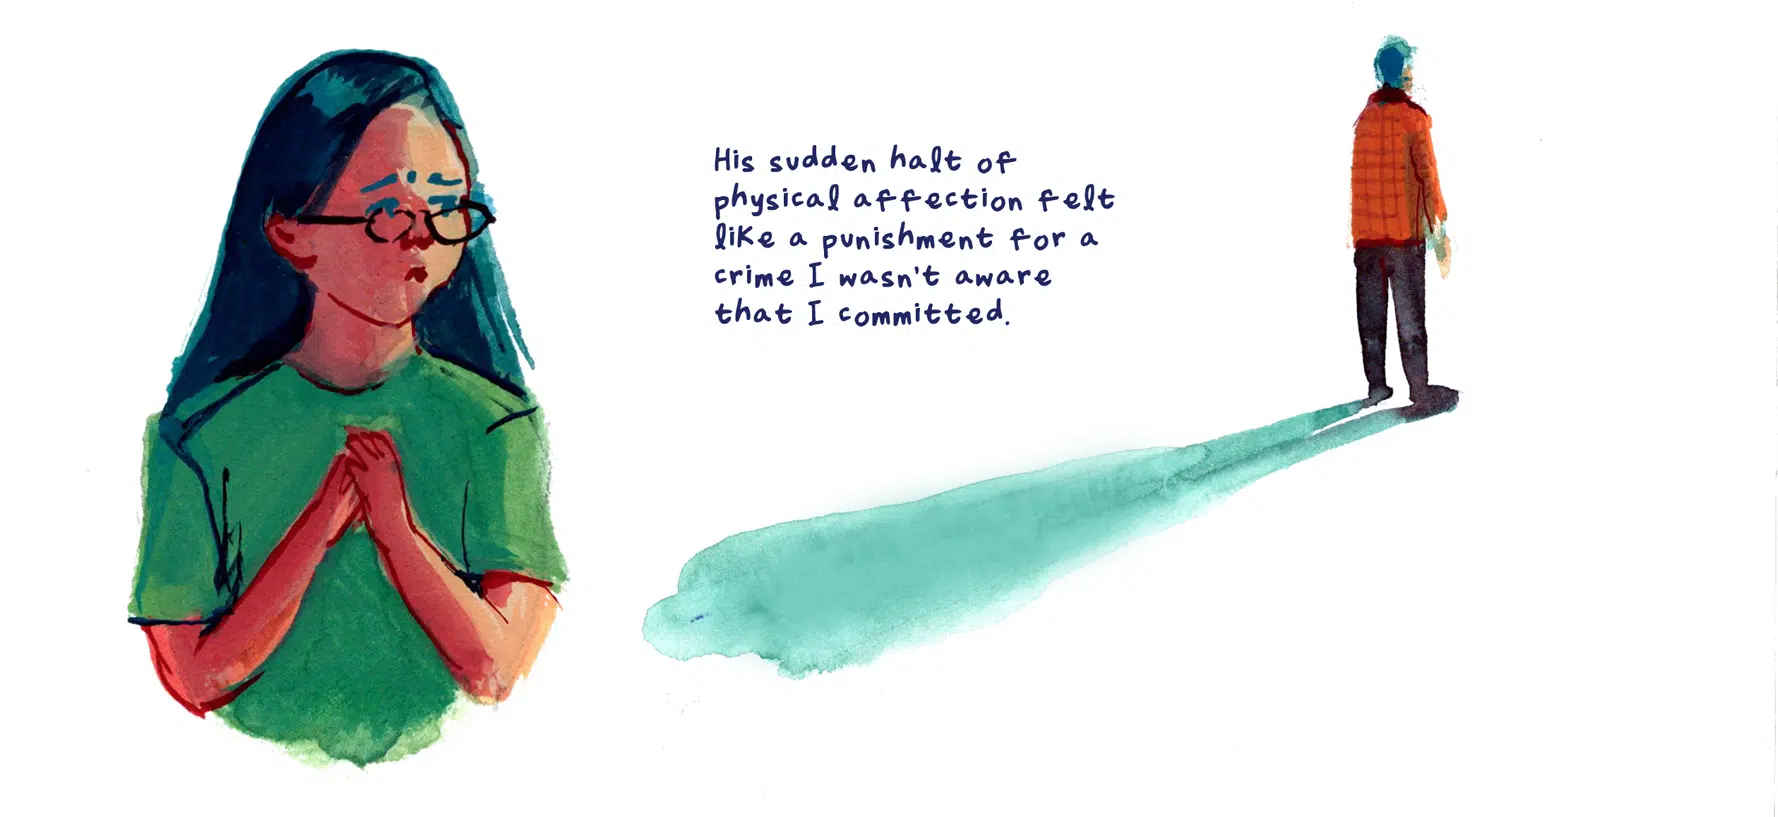 His sudden halt of
physical affection felt
like a punishment for a
crime I wasn't aware
that I committed.